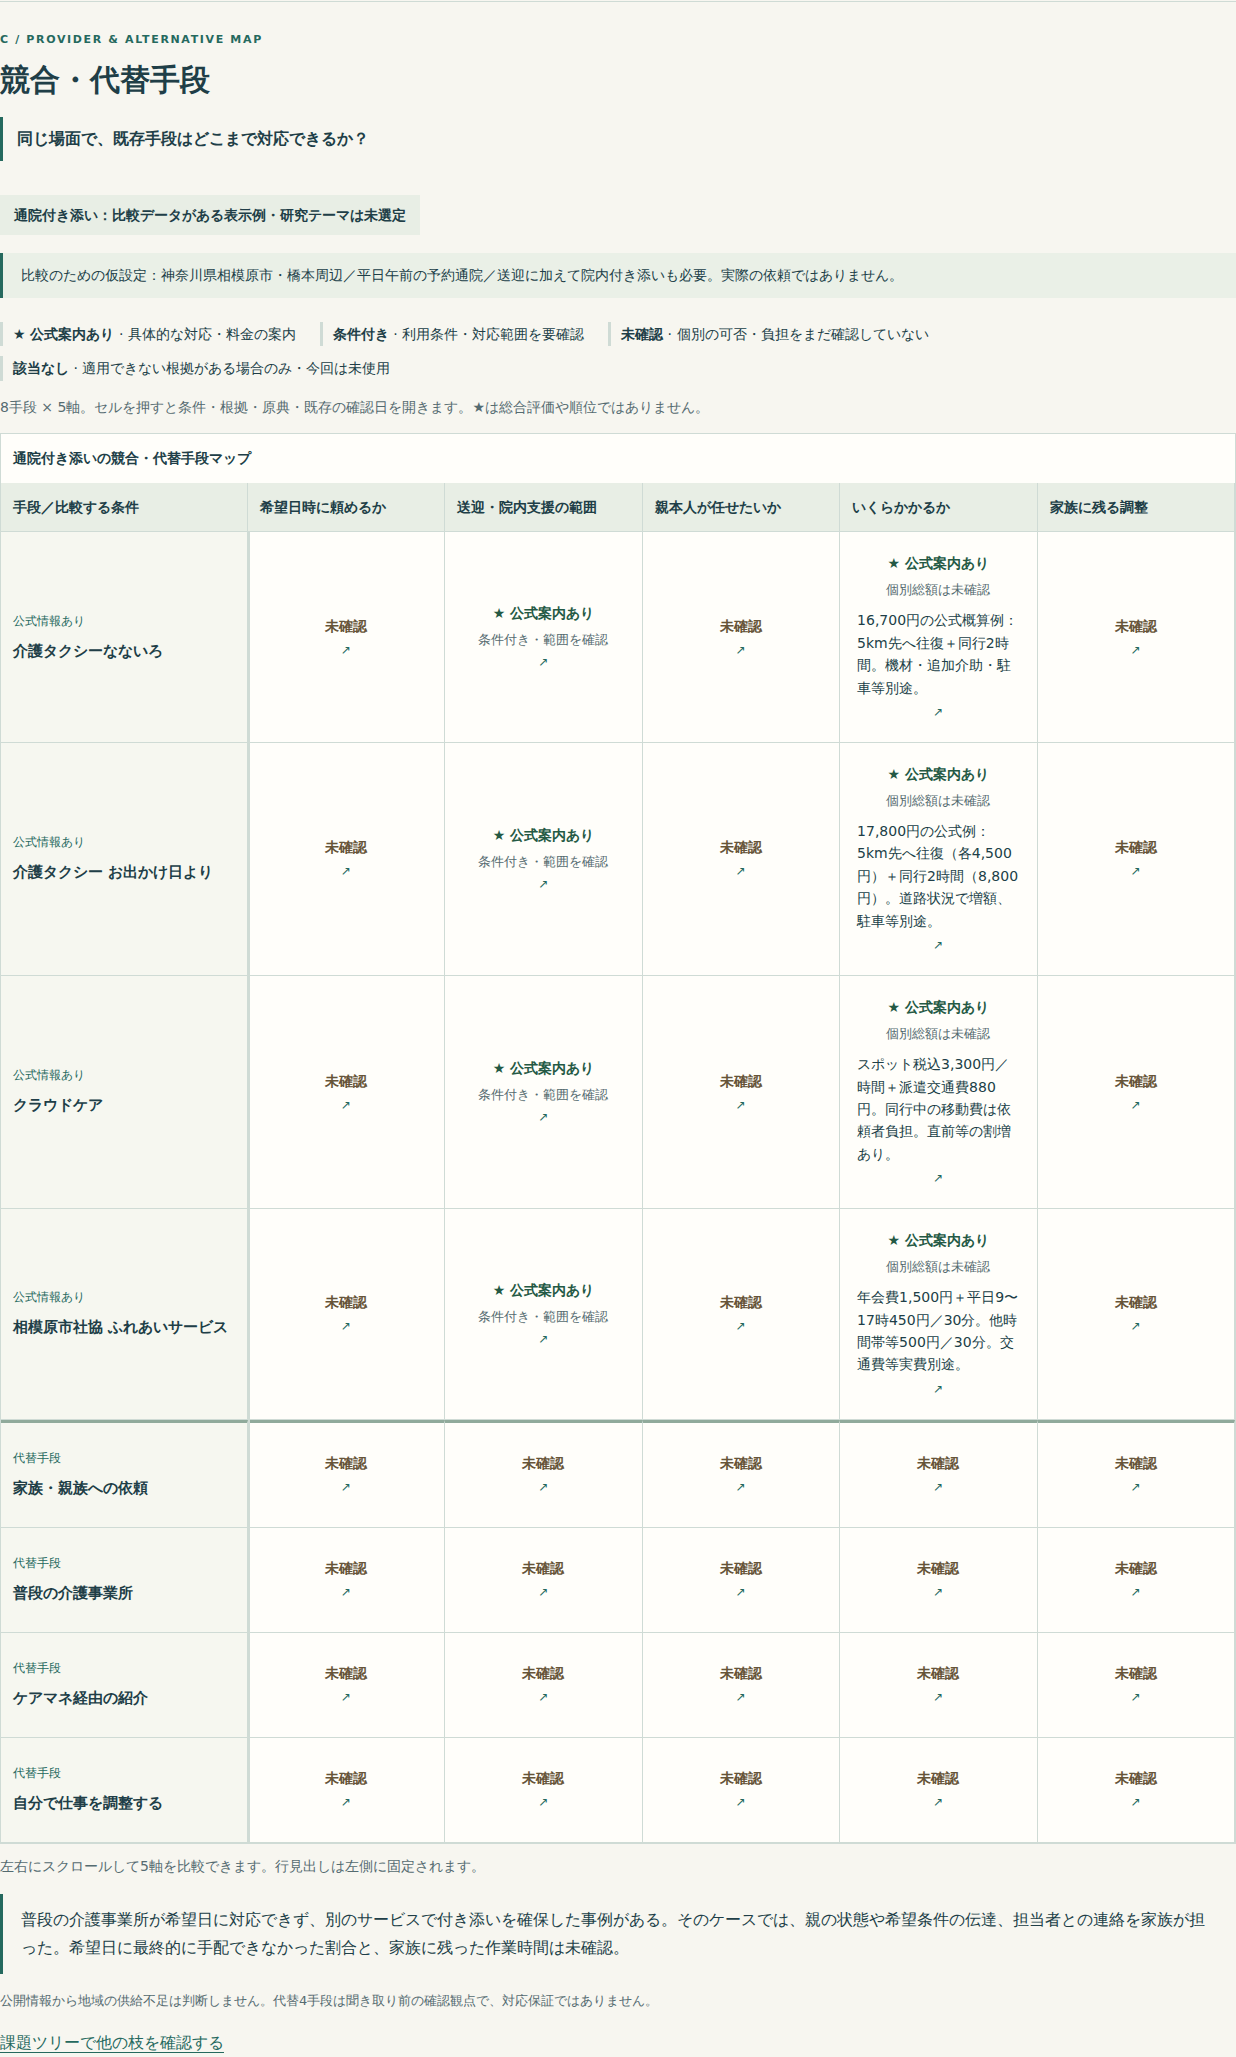 C / PROVIDER & ALTERNATIVE MAP
競合・代替手段
同じ場面で、既存手段はどこまで対応できるか？
通院付き添い：比較データがある表示例・研究テーマは未選定
比較のための仮設定：神奈川県相模原市・橋本周辺／平日午前の予約通院／送迎に加えて院内付き添いも必要。実際の依頼ではありません。
★ 公式案内あり · 具体的な対応・料金の案内
条件付き · 利用条件・対応範囲を要確認
未確認 · 個別の可否・負担をまだ確認していない
該当なし · 適用できない根拠がある場合のみ・今回は未使用
8手段 × 5軸。セルを押すと条件・根拠・原典・既存の確認日を開きます。★は総合評価や順位ではありません。
通院付き添いの競合・代替手段マップ
手段／比較する条件
希望日時に頼めるか
送迎・院内支援の範囲
親本人が任せたいか
いくらかかるか
家族に残る調整
公式情報あり
介護タクシーなないろ
未確認
↗
★ 公式案内あり
条件付き・範囲を確認
↗
未確認
↗
★ 公式案内あり
個別総額は未確認
16,700円の公式概算例：
5km先へ往復＋同行2時
間。機材・追加介助・駐
車等別途。
↗
未確認
↗
公式情報あり
介護タクシー お出かけ日より
未確認
↗
★ 公式案内あり
条件付き・範囲を確認
↗
未確認
↗
★ 公式案内あり
個別総額は未確認
17,800円の公式例：
5km先へ往復（各4,500
円）＋同行2時間（8,800
円）。道路状況で増額、
駐車等別途。
↗
未確認
↗
公式情報あり
クラウドケア
未確認
↗
★ 公式案内あり
条件付き・範囲を確認
↗
未確認
↗
★ 公式案内あり
個別総額は未確認
スポット税込3,300円／
時間＋派遣交通費880
円。同行中の移動費は依
頼者負担。直前等の割増
あり。
↗
未確認
↗
公式情報あり
相模原市社協 ふれあいサービス
未確認
↗
★ 公式案内あり
条件付き・範囲を確認
↗
未確認
↗
★ 公式案内あり
個別総額は未確認
年会費1,500円＋平日9〜
17時450円／30分。他時
間帯等500円／30分。交
通費等実費別途。
↗
未確認
↗
代替手段
家族・親族への依頼
未確認
↗
未確認
↗
未確認
↗
未確認
↗
未確認
↗
代替手段
普段の介護事業所
未確認
↗
未確認
↗
未確認
↗
未確認
↗
未確認
↗
代替手段
ケアマネ経由の紹介
未確認
↗
未確認
↗
未確認
↗
未確認
↗
未確認
↗
代替手段
自分で仕事を調整する
未確認
↗
未確認
↗
未確認
↗
未確認
↗
未確認
↗
左右にスクロールして5軸を比較できます。行見出しは左側に固定されます。
普段の介護事業所が希望日に対応できず、別のサービスで付き添いを確保した事例がある。そのケースでは、親の状態や希望条件の伝達、担当者との連絡を家族が担
った。希望日に最終的に手配できなかった割合と、家族に残った作業時間は未確認。
公開情報から地域の供給不足は判断しません。代替4手段は聞き取り前の確認観点で、対応保証ではありません。
課題ツリーで他の枝を確認する